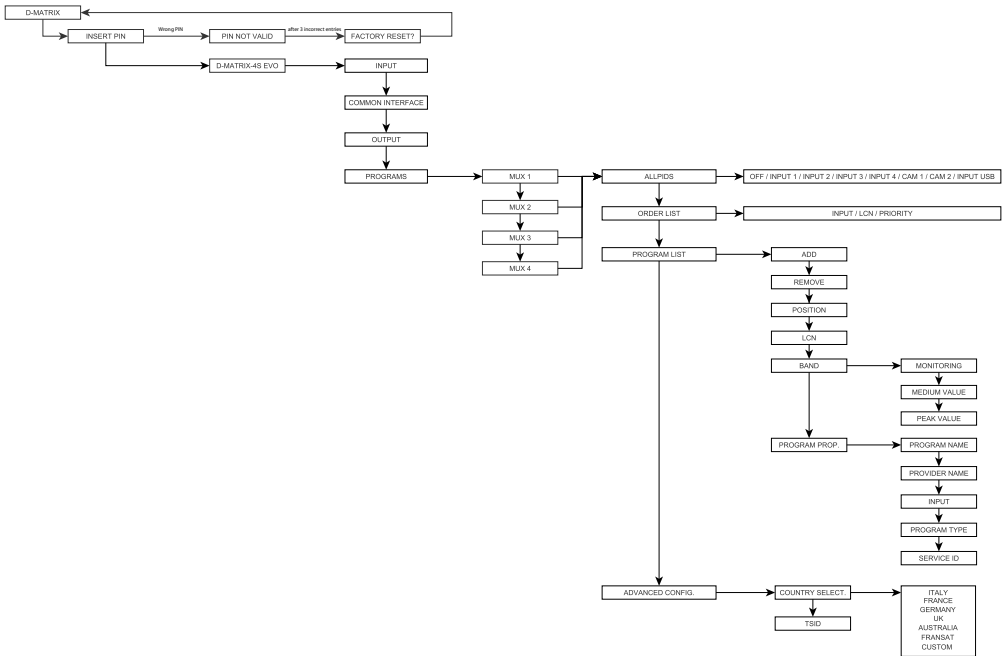 D-MATRIX
INSERT PIN
Wrong PIN
PIN NOT VALID
after 3 incorrect entries
FACTORY RESET?
D-MATRIX-4S EVO
INPUT
COMMON INTERFACE
OUTPUT
PROGRAMS
MUX 1
MUX 2
MUX 3
MUX 4
ALLPIDS
OFF / INPUT 1 / INPUT 2 / INPUT 3 / INPUT 4 / CAM 1 / CAM 2 / INPUT USB
ORDER LIST
INPUT / LCN / PRIORITY
PROGRAM LIST
ADD
REMOVE
POSITION
LCN
BAND
MONITORING
MEDIUM VALUE
PEAK VALUE
PROGRAM PROP.
PROGRAM NAME
PROVIDER NAME
INPUT
PROGRAM TYPE
SERVICE ID
ADVANCED CONFIG.
COUNTRY SELECT.
TSID
ITALY
FRANCE
GERMANY
UK
AUSTRALIA
FRANSAT
CUSTOM